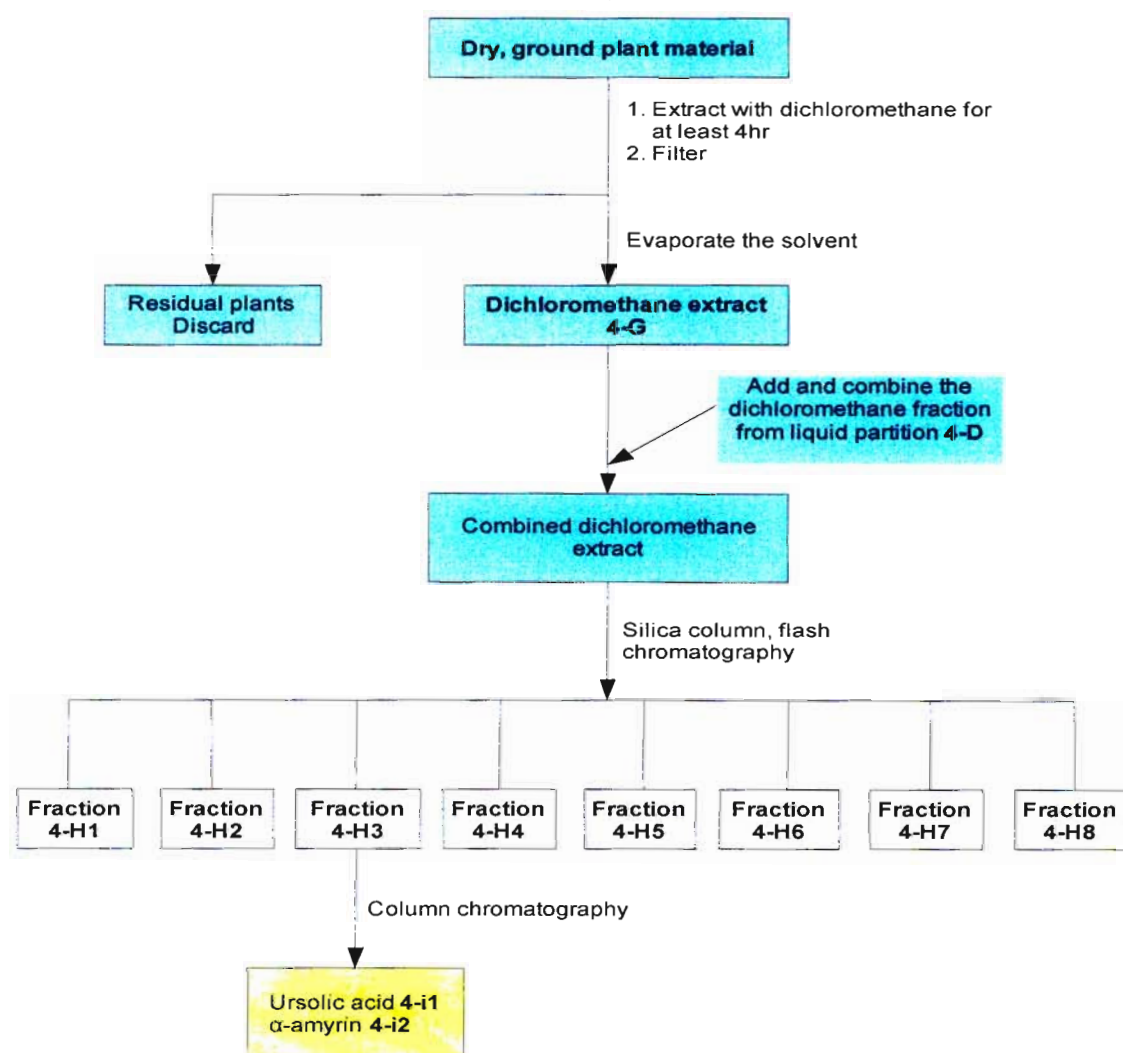 Dry, ground plant material
1. Extract with dichloromethane for
at least 4hr
2. Filter
Evaporate the solvent
Residual plants
Discard
Dichloromethane extract
4-G
Add and combine the
dichloromethane fraction
from liquid partition 4-D
Combined dichloromethane
extract
Silica column, flash
chromatography
Fraction
4-H1
Fraction
4-H2
Fraction
4-H3
Fraction
4-H4
Fraction
4-H5
Fraction
4-H6
Fraction
4-H7
Fraction
4-H8
Column chromatography
Ursolic acid 4-i1
α-amyrin 4-i2